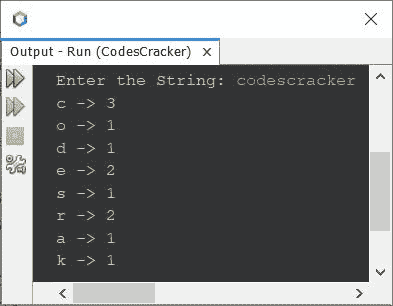 Output - Run (CodesCracker) ×
Enter the String: codescracker
c -> 3
o -> 1
d -> 1
e -> 2
s -> 1
r -> 2
a -> 1
k -> 1